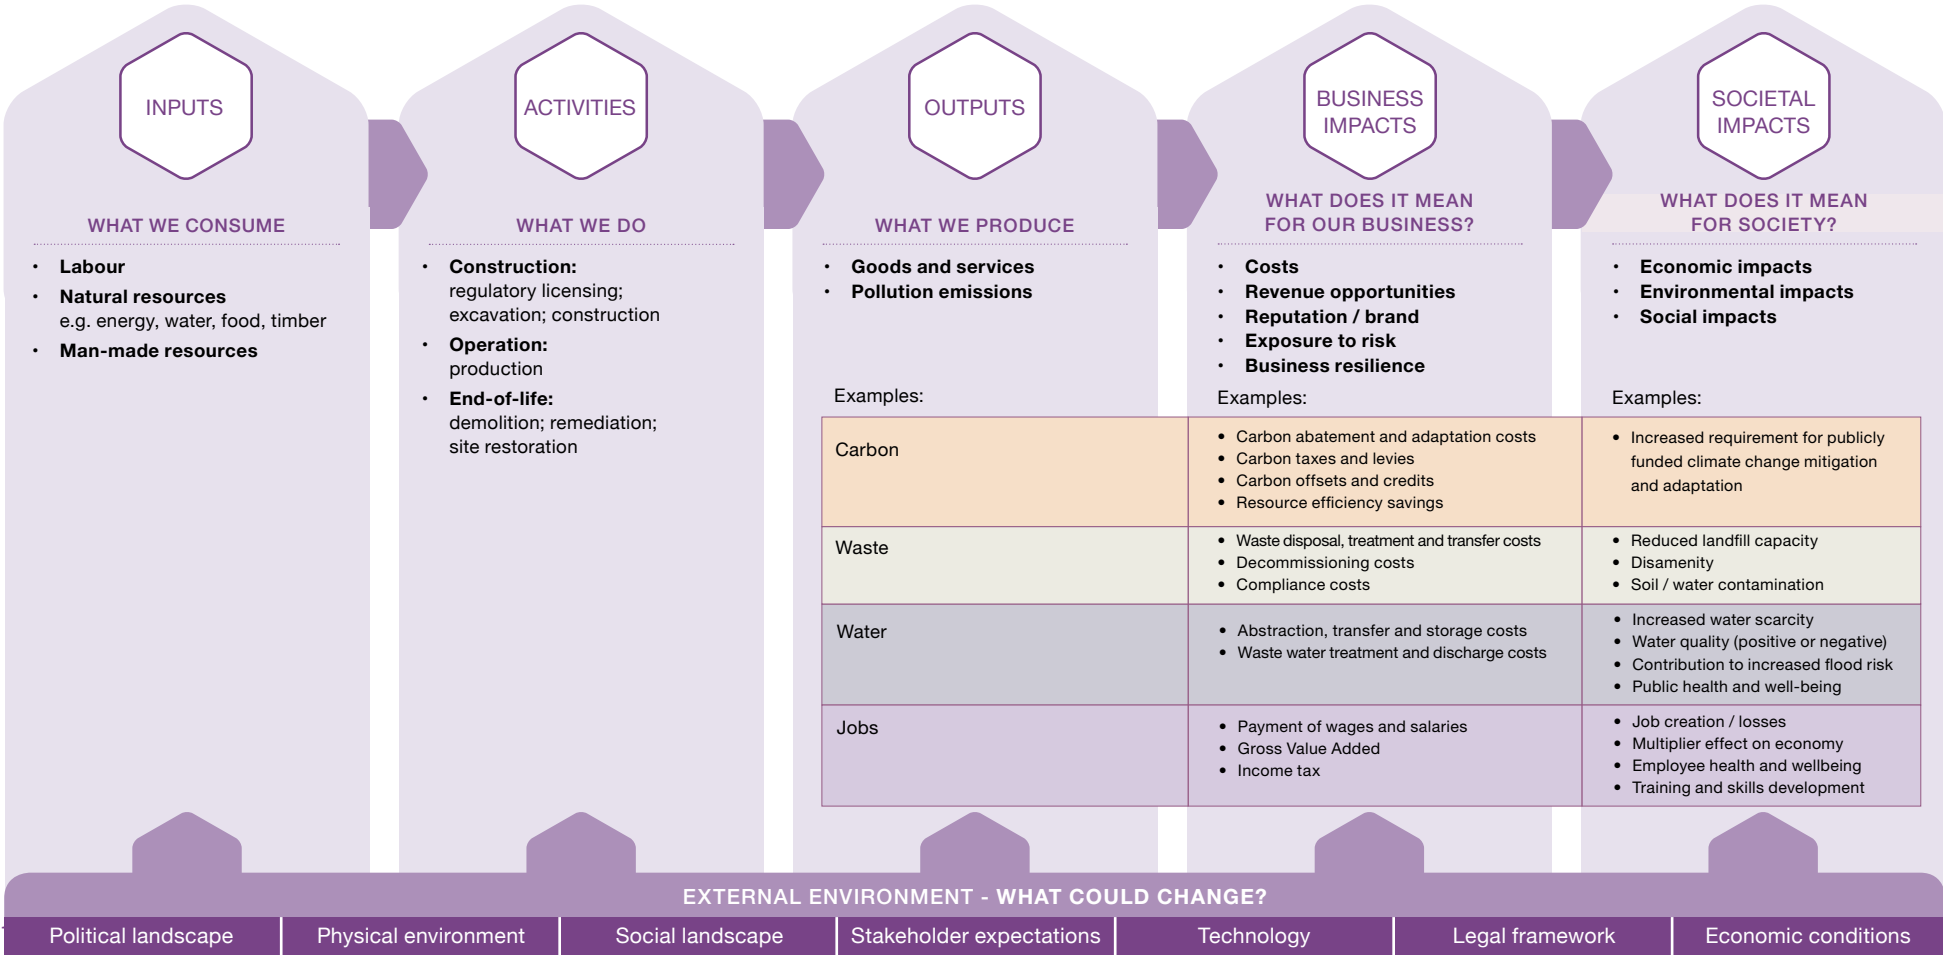 INPUTS
WHAT WE CONSUME
• Labour
• Natural resources
e.g. energy, water, food, timber
• Man-made resources
ACTIVITIES
WHAT WE DO
• Construction:
regulatory licensing;
excavation; construction
• Operation:
production
• End-of-life:
demolition; remediation;
site restoration
OUTPUTS
WHAT WE PRODUCE
• Goods and services
• Pollution emissions
Examples:
BUSINESS
IMPACTS
WHAT DOES IT MEAN
FOR OUR BUSINESS?
• Costs
• Revenue opportunities
• Reputation / brand
• Exposure to risk
• Business resilience
Examples:
SOCIETAL
IMPACTS
WHAT DOES IT MEAN
FOR SOCIETY?
• Economic impacts
• Environmental impacts
• Social impacts
Examples:
Carbon
• Carbon abatement and adaptation costs
• Carbon taxes and levies
• Carbon offsets and credits
• Resource efficiency savings
• Increased requirement for publicly
funded climate change mitigation
and adaptation
Waste
• Waste disposal, treatment and transfer costs
• Decommissioning costs
• Compliance costs
• Reduced landfill capacity
• Disamenity
• Soil / water contamination
Water
• Abstraction, transfer and storage costs
• Waste water treatment and discharge costs
• Increased water scarcity
• Water quality (positive or negative)
• Contribution to increased flood risk
• Public health and well-being
Jobs
• Payment of wages and salaries
• Gross Value Added
• Income tax
• Job creation / losses
• Multiplier effect on economy
• Employee health and wellbeing
• Training and skills development
EXTERNAL ENVIRONMENT - WHAT COULD CHANGE?
Political landscape
Physical environment
Social landscape
Stakeholder expectations
Technology
Legal framework
Economic conditions